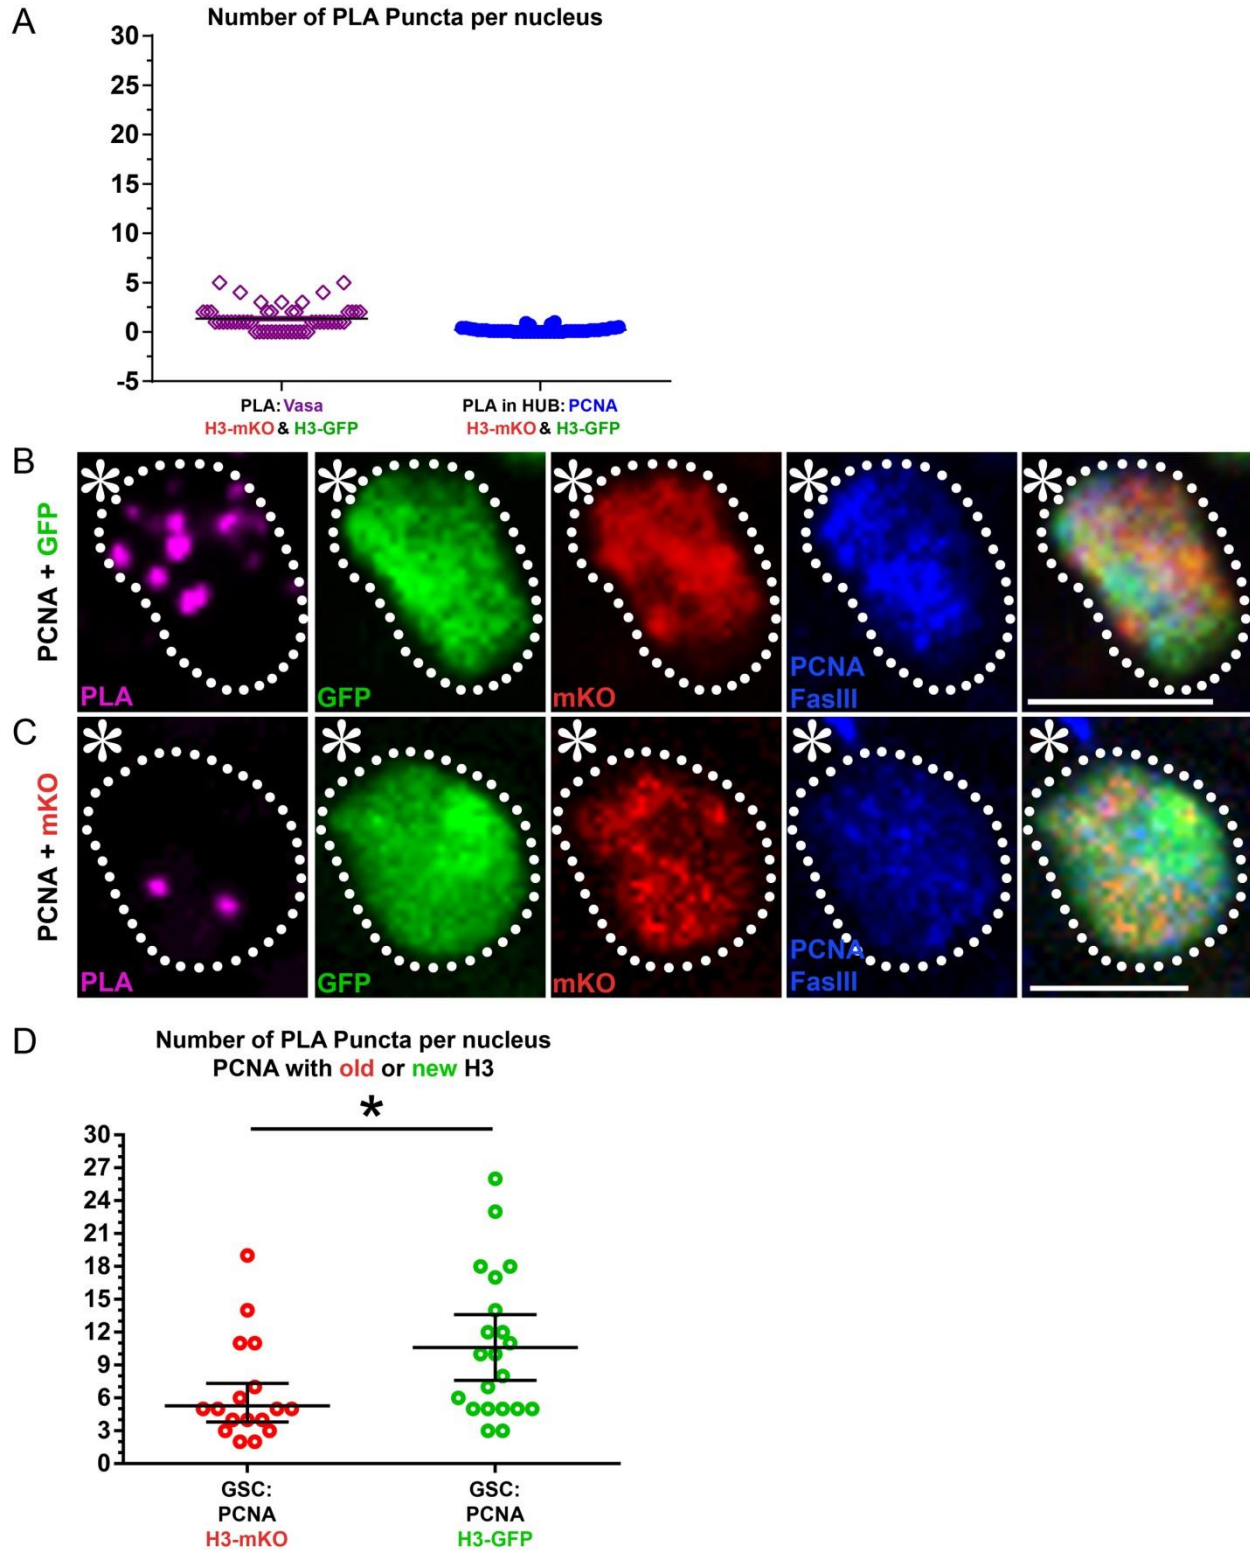 A
Number of PLA Puncta per nucleus
30
25
20
15
10
5
0
-5
PLA: Vasa
H3-mKO & H3-GFP
PLA in HUB: PCNA
H3-mKO & H3-GFP
B
PCNA + GFP
*
*
*
*
*
PLA
GFP
mKO
PCNA
FasIII
C
PCNA + mKO
*
*
*
*
*
PLA
GFP
mKO
PCNA
FasIII
D
Number of PLA Puncta per nucleus
PCNA with old or new H3
*
30
27
24
21
18
15
12
9
6
3
0
GSC:
PCNA
H3-mKO
GSC:
PCNA
H3-GFP